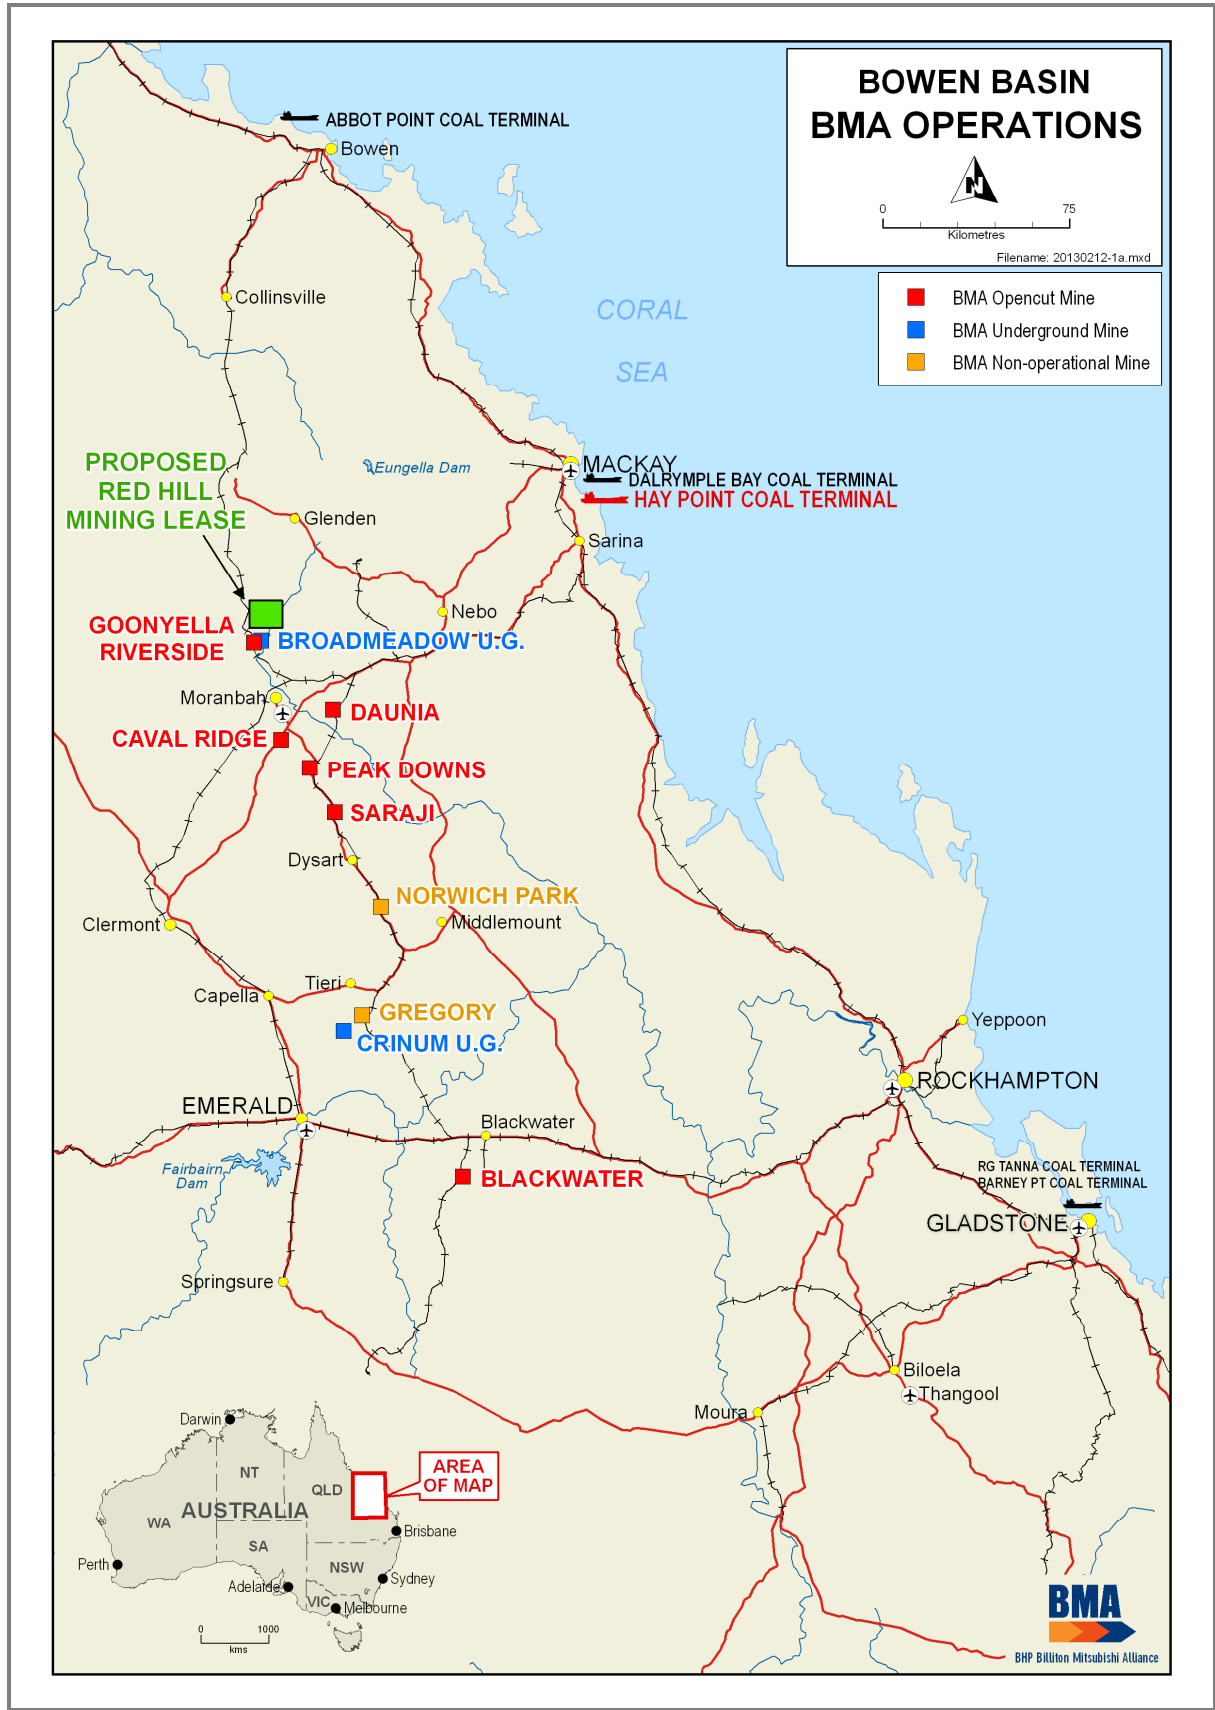 BOWEN BASIN
BMA OPERATIONS
N
0 75
Kilometres
Filename: 20130212-1a.mxd
BMA Opencut Mine
BMA Underground Mine
BMA Non-operational Mine
ABBOT POINT COAL TERMINAL
Bowen
Collinsville
CORAL
SEA
PROPOSED
RED HILL
MINING LEASE
Eungella Dam
MACKAY
DALRYMPLE BAY COAL TERMINAL
HAY POINT COAL TERMINAL
Glenden
Sarina
Nebo
GOONYELLA
RIVERSIDE
BROADMEADOW U.G.
Moranbah
DAUNIA
CAVAL RIDGE
PEAK DOWNS
SARAJI
Dysart
NORWICH PARK
Middlemount
Clermont
Tieri
Capella
GREGORY
CRINUM U.G.
Yeppoon
ROCKHAMPTON
EMERALD
Blackwater
Fairbairn
Dam
BLACKWATER
RG TANNA COAL TERMINAL
BARNEY PT COAL TERMINAL
GLADSTONE
Springsure
Biloela
Thangool
Moura
Darwin
NT
QLD
AREA
OF MAP
AUSTRALIA
WA
SA
Brisbane
NSW
Perth
Adelaide
Sydney
VIC
Melbourne
0 1000
kms
BMA
BHP Billiton Mitsubishi Alliance